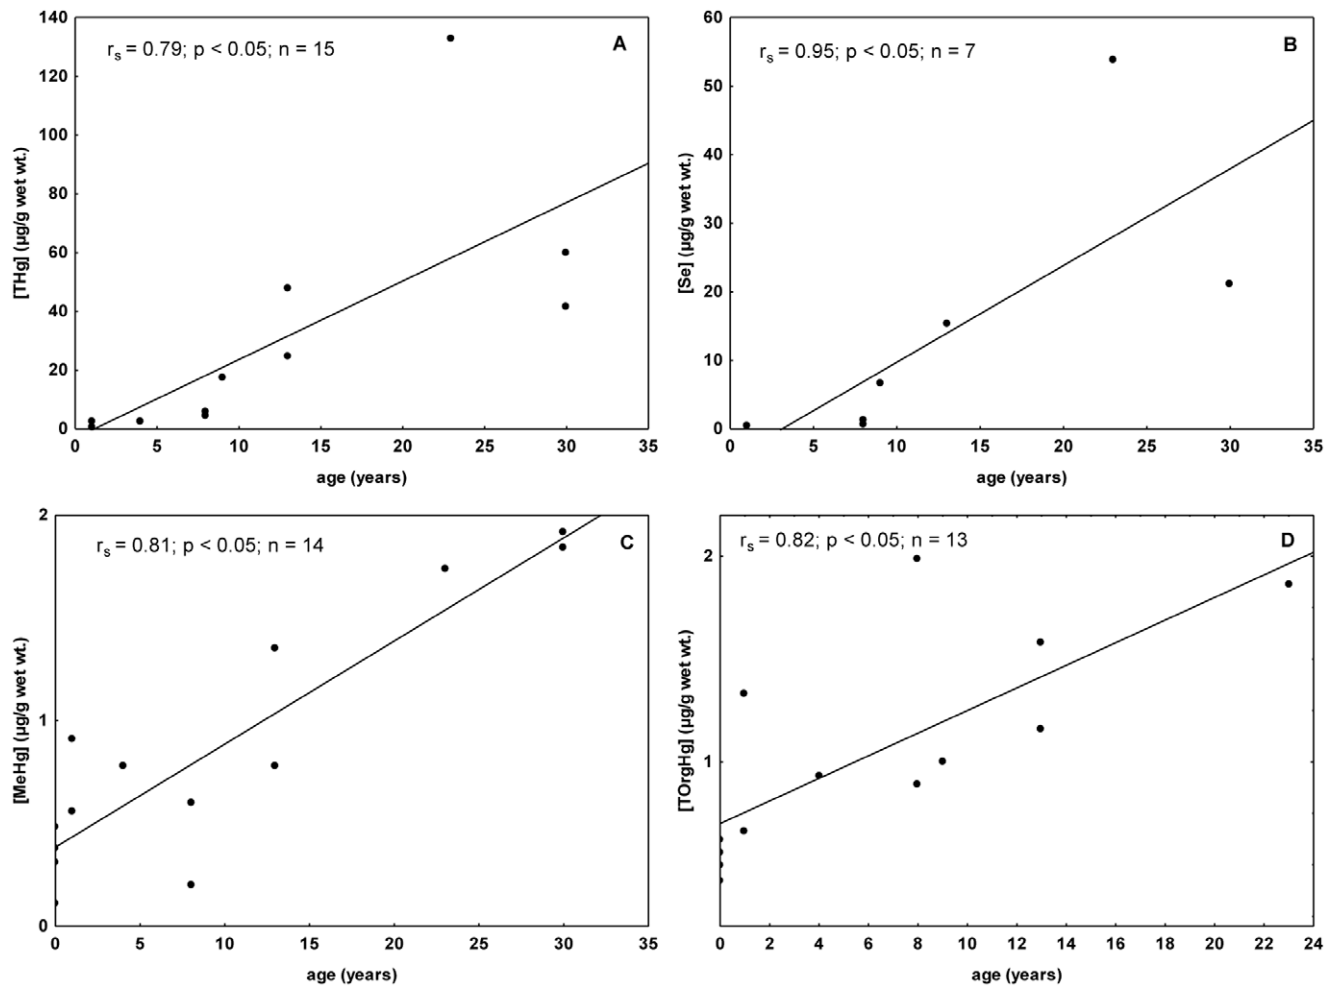 r_s = 0.79; p < 0.05; n = 15
A
140
120
100
80
60
40
20
0
[THg] (µg/g wet wt.)
0 5 10 15 20 25 30 35
age (years)
r_s = 0.95; p < 0.05; n = 7
B
60
50
40
30
20
10
0
[Se] (µg/g wet wt.)
0 5 10 15 20 25 30 35
age (years)
r_s = 0.81; p < 0.05; n = 14
C
2
1
0
[MeHg] (µg/g wet wt.)
0 5 10 15 20 25 30 35
age (years)
r_s = 0.82; p < 0.05; n = 13
D
2
1
[TOrgHg] (µg/g wet wt.)
0 2 4 6 8 10 12 14 16 18 20 22 24
age (years)